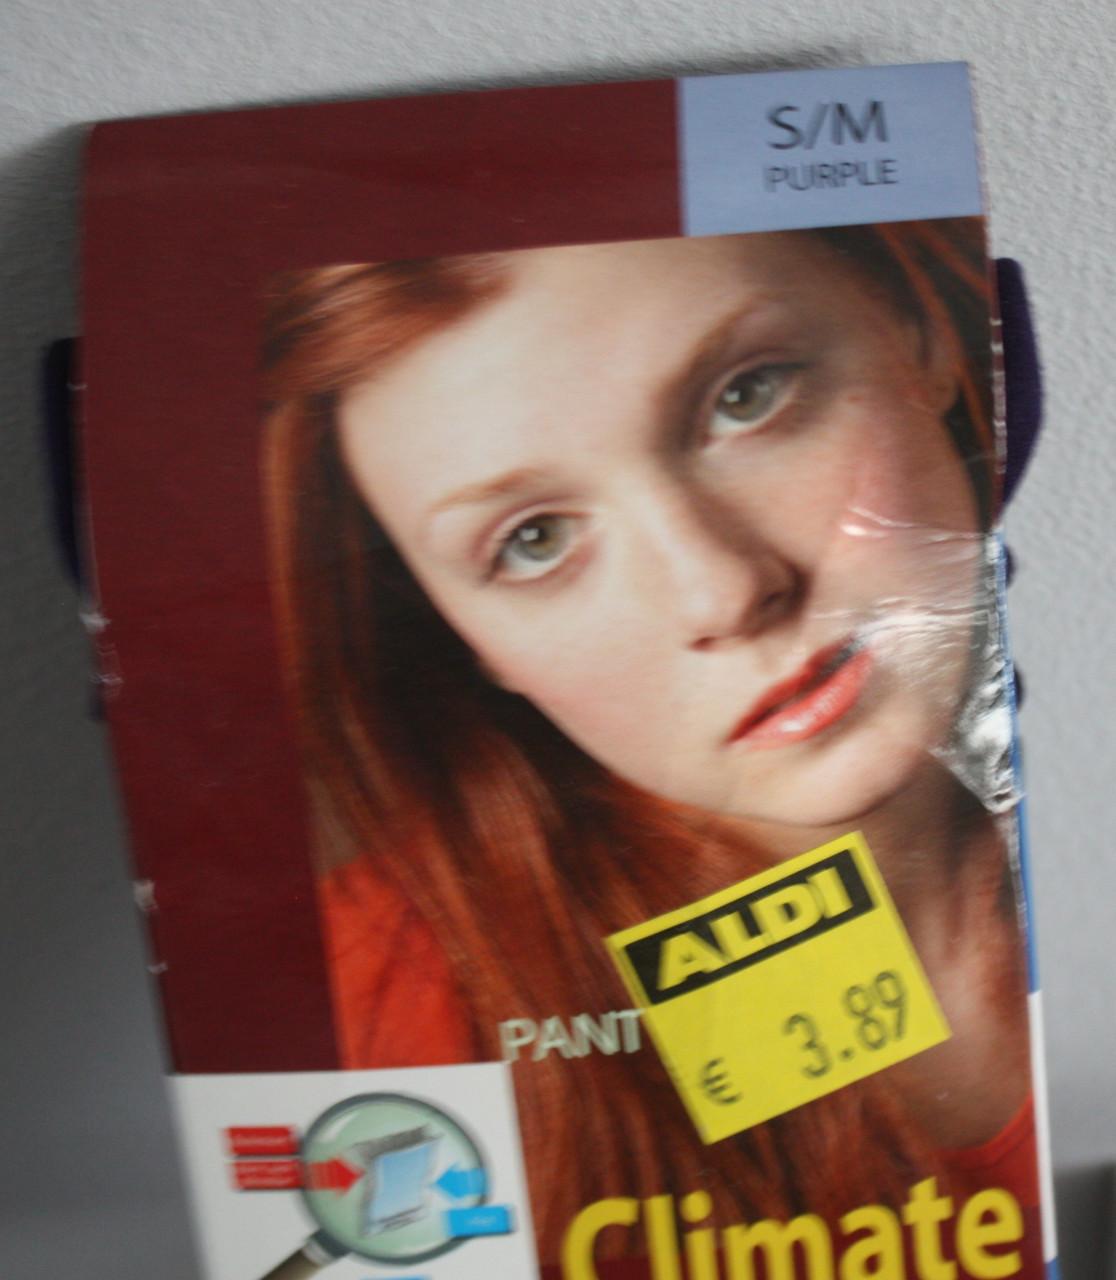 S/M
PURPLE
ALDI
€ 3.89
PANT
Climate